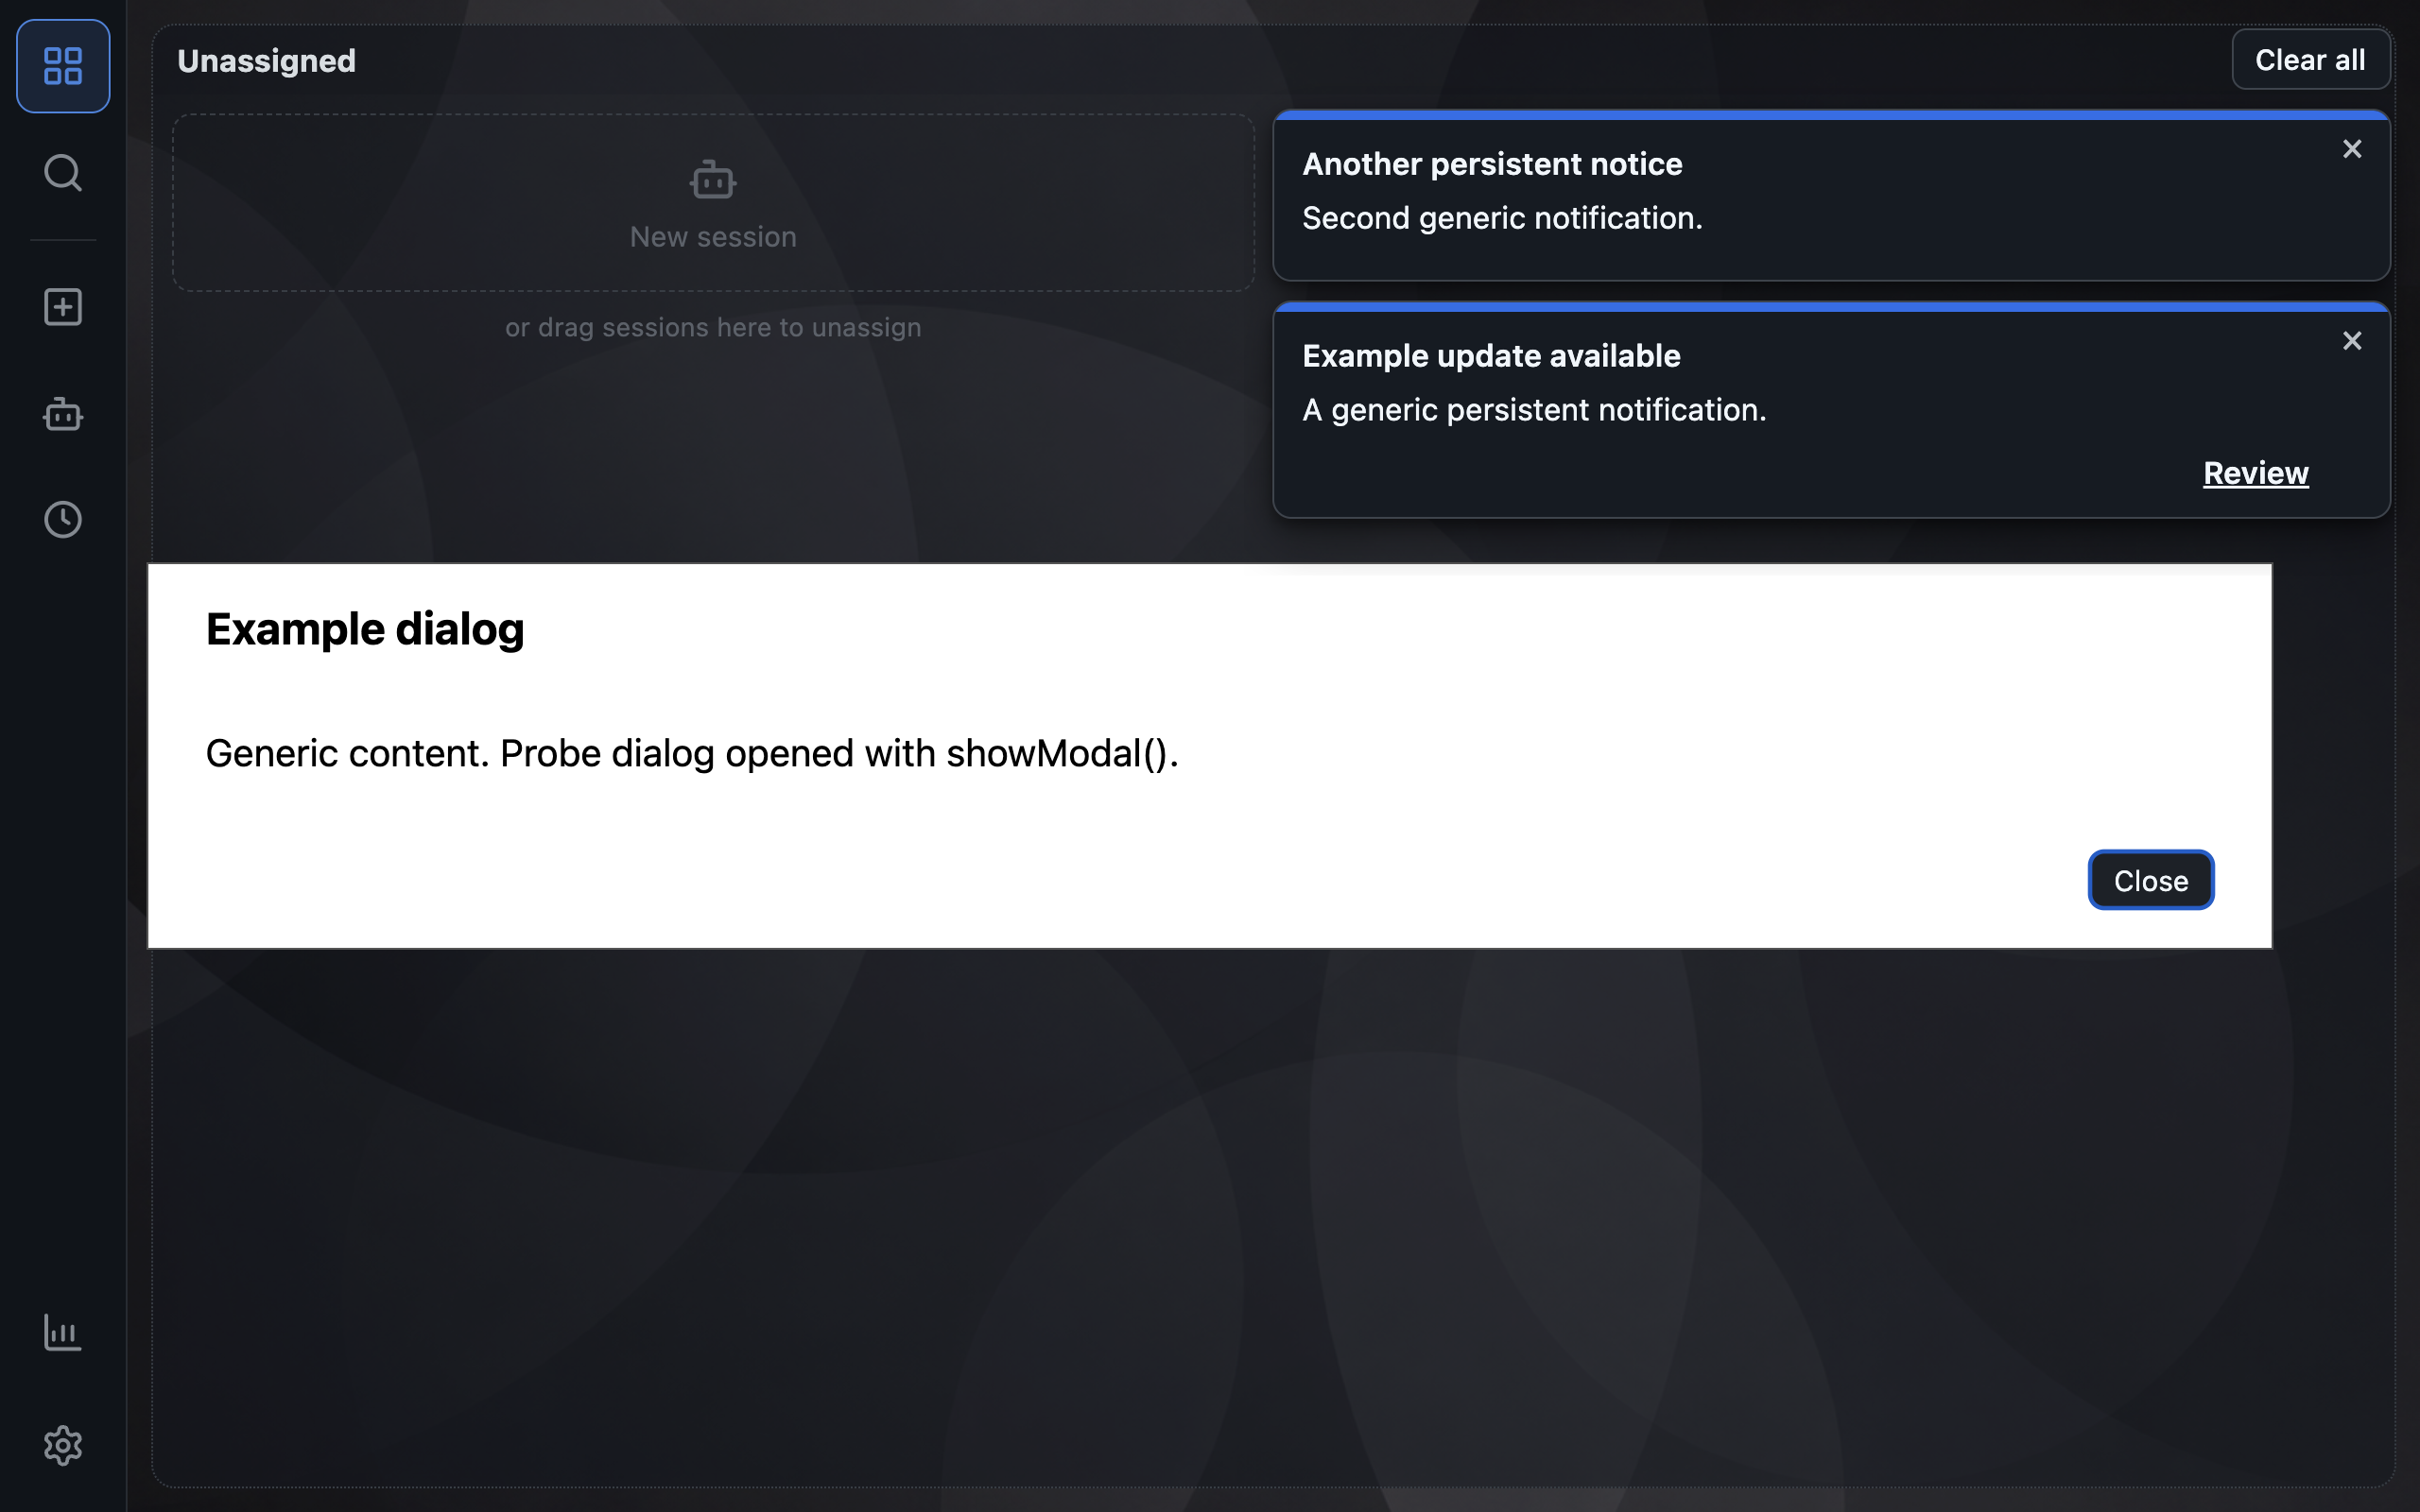 Unassigned
Clear all
New session
or drag sessions here to unassign
Another persistent notice
Second generic notification.
Example update available
A generic persistent notification.
Review
Example dialog
Generic content. Probe dialog opened with showModal().
Close